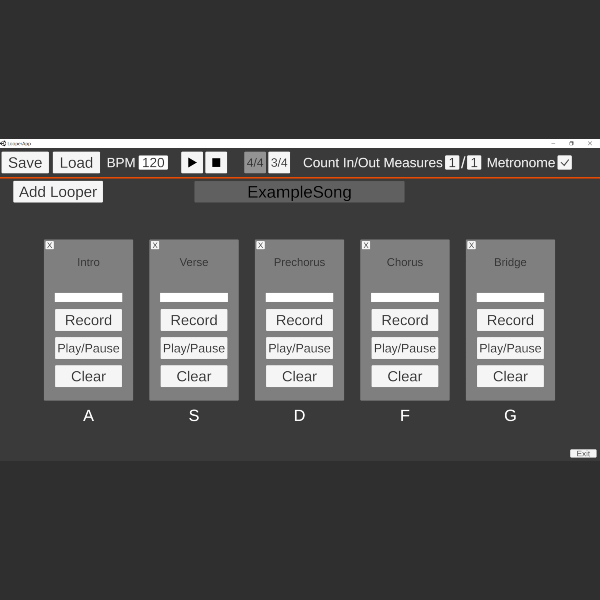 LooperApp
Save Load BPM 120 4/4 3/4 Count In/Out Measures 1 / 1 Metronome
Add Looper ExampleSong
X X X X X
Intro Verse Prechorus Chorus Bridge
Record Record Record Record Record
Play/Pause Play/Pause Play/Pause Play/Pause Play/Pause
Clear Clear Clear Clear Clear
A S D F G
Exit